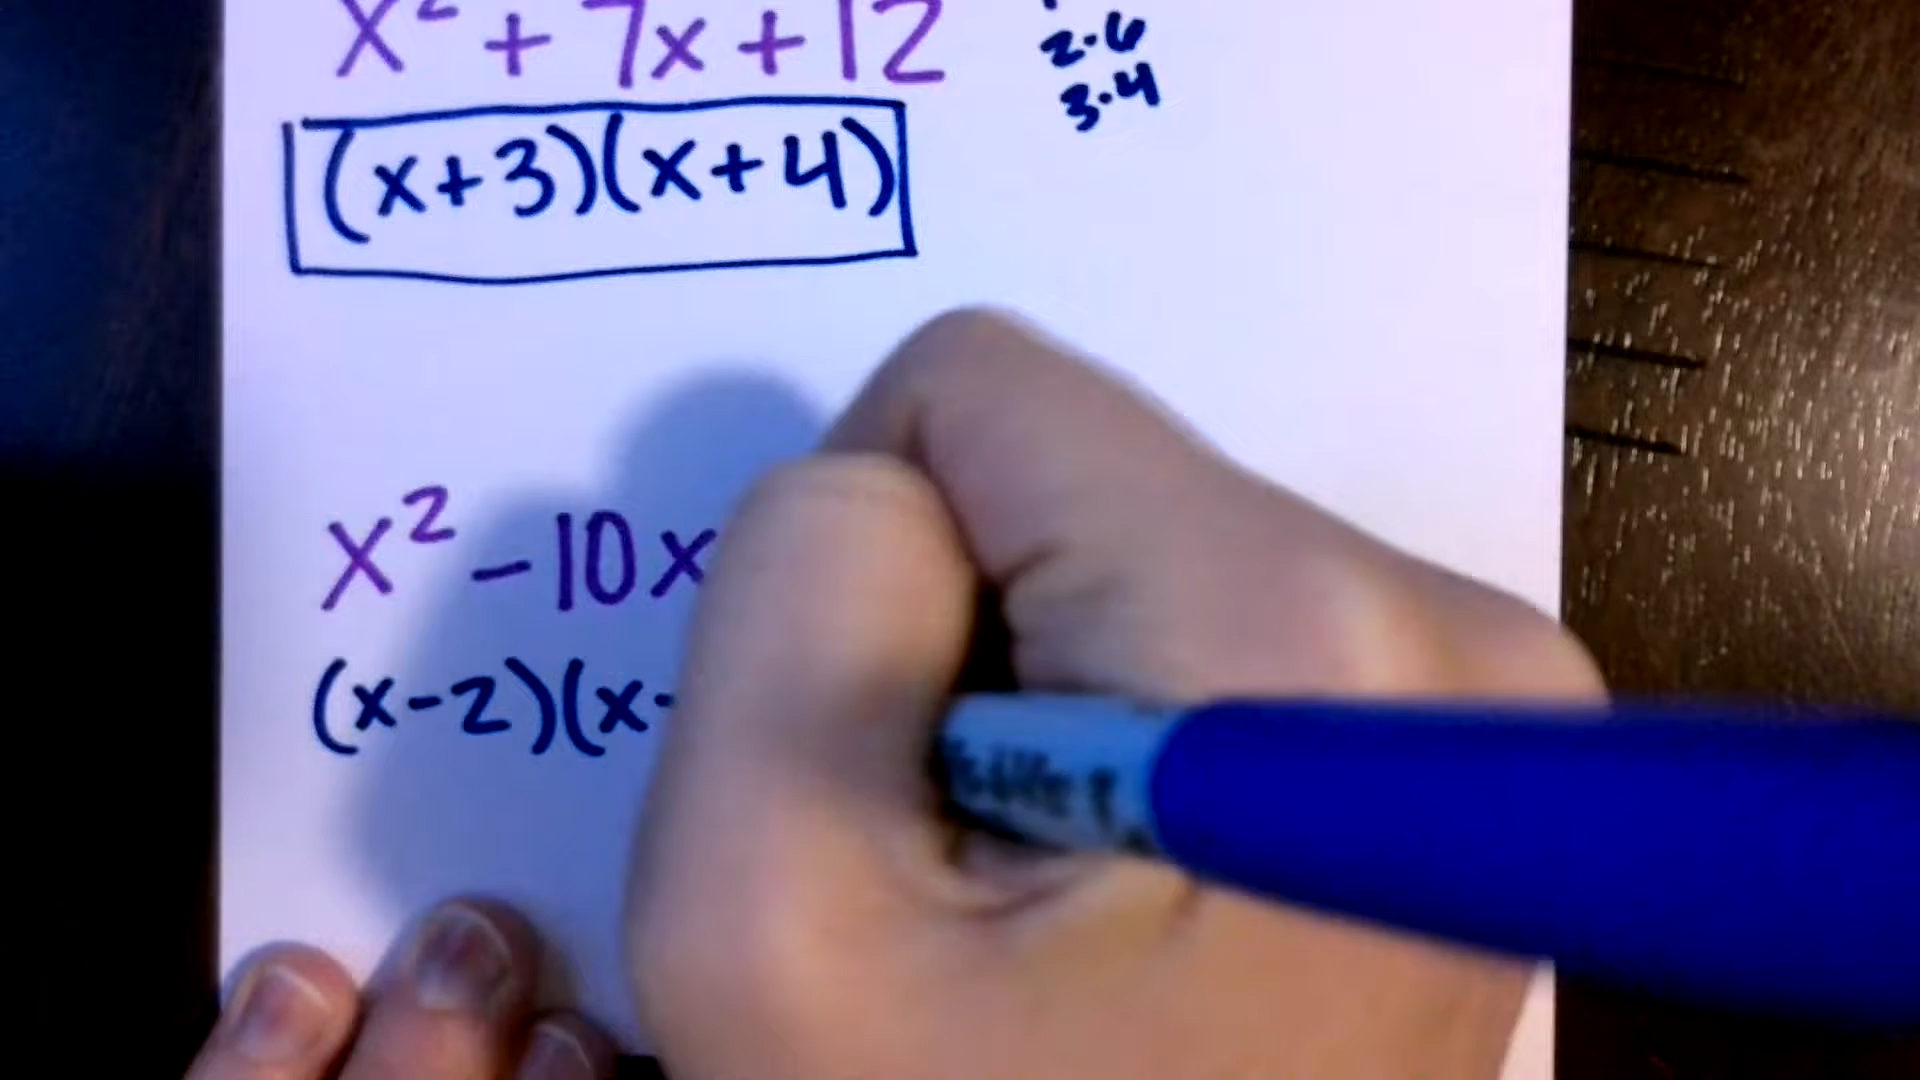 x² + 7x + 12
2·6
3·4
(x+3)(x+4)
x² - 10x
(x-2)(x-